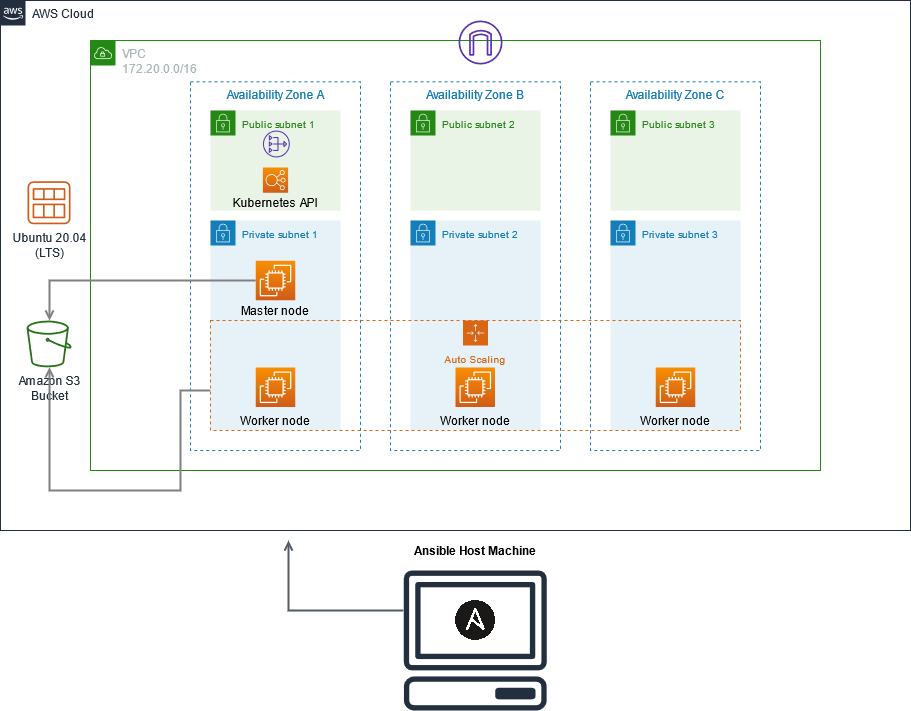 aws
AWS Cloud
VPC
172.20.0.0/16
Availability Zone A
Availability Zone B
Availability Zone C
Public subnet 1
Public subnet 2
Public subnet 3
Kubernetes API
Private subnet 1
Private subnet 2
Private subnet 3
Ubuntu 20.04
(LTS)
Master node
Auto Scaling
Amazon S3
Bucket
Worker node
Worker node
Worker node
Ansible Host Machine